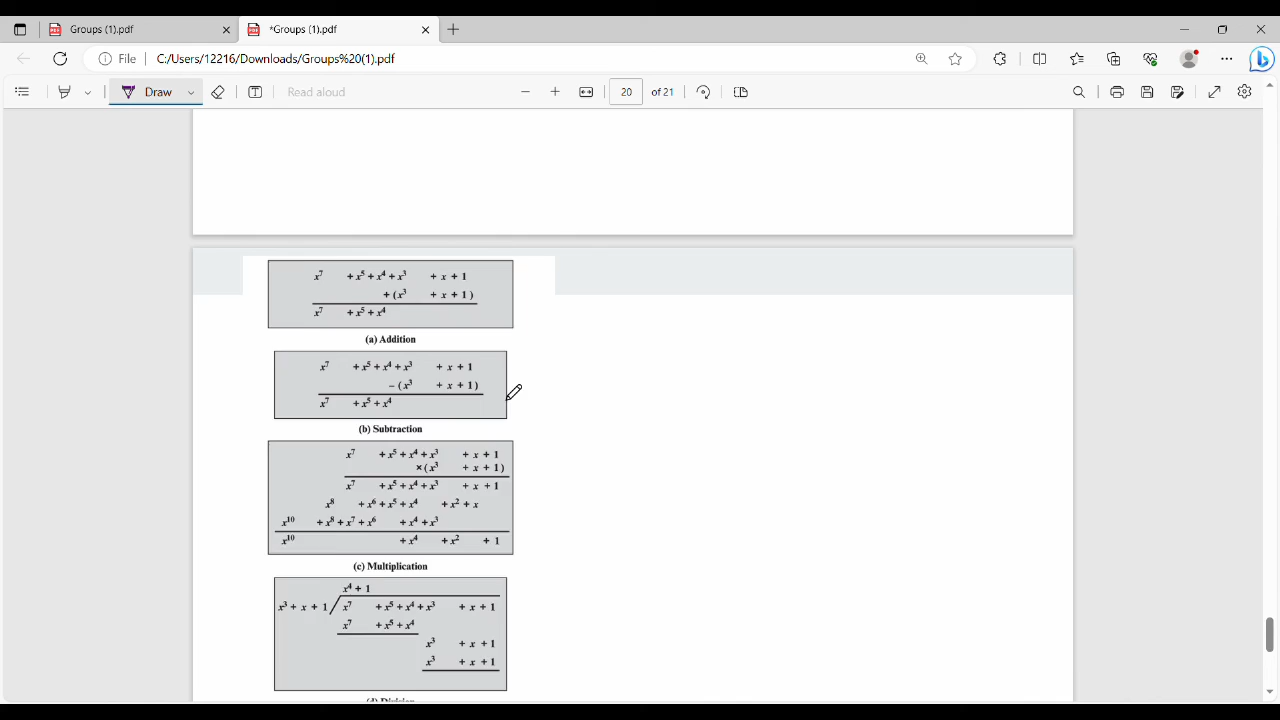 Groups (1).pdf
*Groups (1).pdf
File
C:/Users/12216/Downloads/Groups%20(1).pdf
Draw
Read aloud
20 of 21
x⁷ + x⁵ + x⁴ + x³ + x + 1
+ (x³ + x + 1)
x⁷ + x⁵ + x⁴
(a) Addition
x⁷ + x⁵ + x⁴ + x³ + x + 1
− (x³ + x + 1)
x⁷ + x⁵ + x⁴
(b) Subtraction
x⁷ + x⁵ + x⁴ + x³ + x + 1
× (x³ + x + 1)
x⁷ + x⁵ + x⁴ + x³ + x + 1
x⁸ + x⁶ + x⁵ + x⁴ + x² + x
x¹⁰ + x⁸ + x⁷ + x⁶ + x⁴ + x³
x¹⁰ + x⁴ + x² + 1
(c) Multiplication
x⁴ + 1
x³ + x + 1 / x⁷ + x⁵ + x⁴ + x³ + x + 1
x⁷ + x⁵ + x⁴
x³ + x + 1
x³ + x + 1
(d) Division